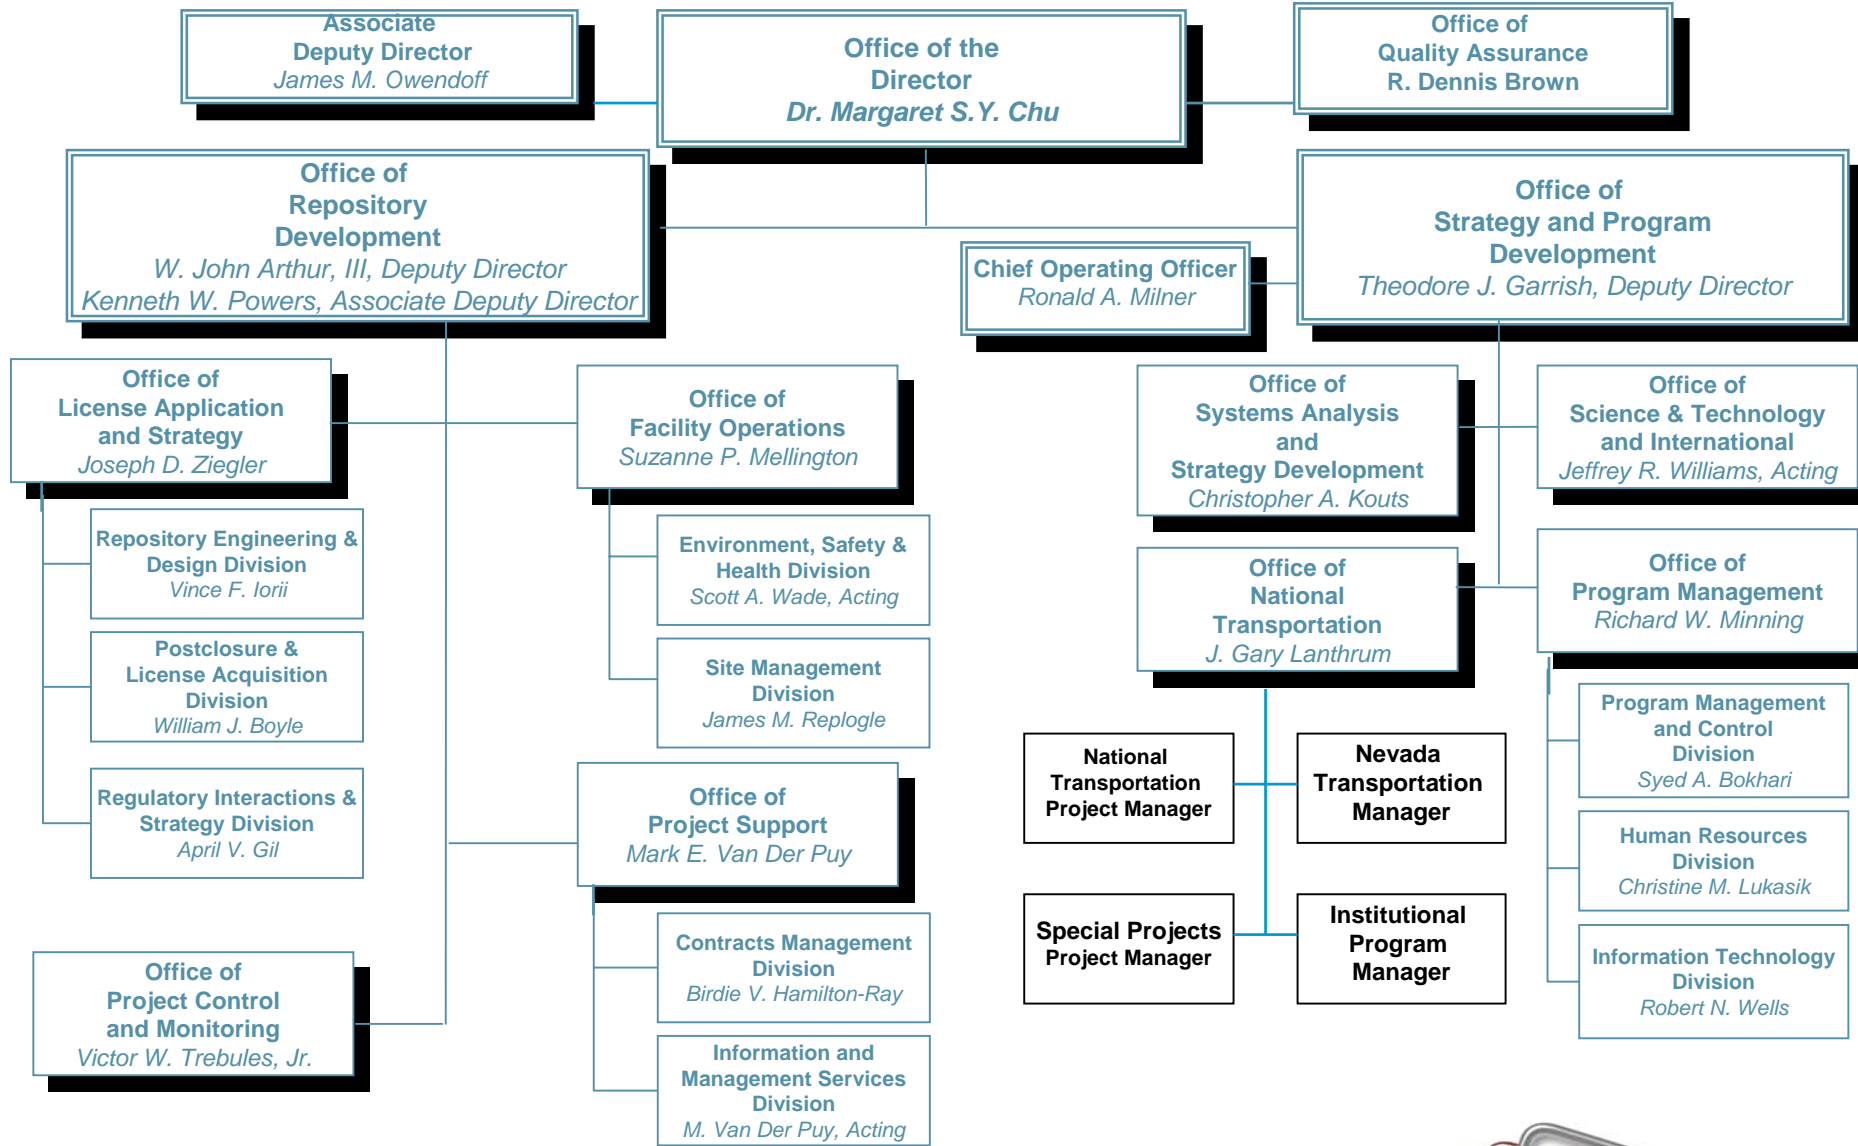 Associate
Deputy Director
James M. Owendoff
Office of the
Director
Dr. Margaret S.Y. Chu
Office of
Quality Assurance
R. Dennis Brown
Office of
Repository
Development
W. John Arthur, III, Deputy Director
Kenneth W. Powers, Associate Deputy Director
Office of
Strategy and Program
Development
Theodore J. Garrish, Deputy Director
Chief Operating Officer
Ronald A. Milner
Office of
License Application
and Strategy
Joseph D. Ziegler
Repository Engineering &
Design Division
Vince F. Iorii
Postclosure &
License Acquisition
Division
William J. Boyle
Regulatory Interactions &
Strategy Division
April V. Gil
Office of
Project Control
and Monitoring
Victor W. Trebules, Jr.
Office of
Facility Operations
Suzanne P. Mellington
Environment, Safety &
Health Division
Scott A. Wade, Acting
Site Management
Division
James M. Replogle
Office of
Project Support
Mark E. Van Der Puy
Contracts Management
Division
Birdie V. Hamilton-Ray
Information and
Management Services
Division
M. Van Der Puy, Acting
Office of
Systems Analysis
and
Strategy Development
Christopher A. Kouts
Office of
Science & Technology
and International
Jeffrey R. Williams, Acting
Office of
National
Transportation
J. Gary Lanthrum
National
Transportation
Project Manager
Nevada
Transportation
Manager
Special Projects
Project Manager
Institutional
Program
Manager
Office of
Program Management
Richard W. Minning
Program Management
and Control
Division
Syed A. Bokhari
Human Resources
Division
Christine M. Lukasik
Information Technology
Division
Robert N. Wells